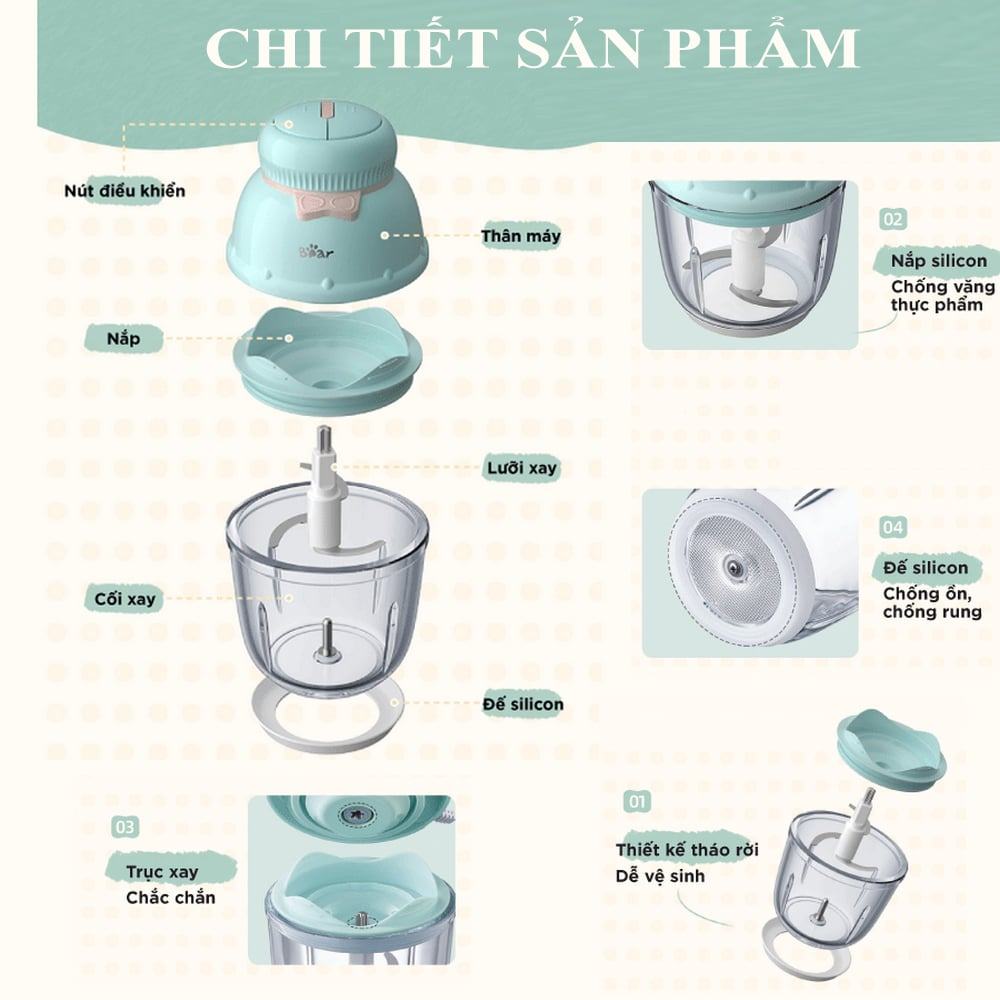 CHI TIẾT SẢN PHẨM
Nút điều khiển
Thân máy
Bear
Nắp
Lưỡi xay
Cối xay
Đế silicon
02
Nắp silicon
Chống văng
thực phẩm
04
Đế silicon
Chống ồn,
chống rung
03
Trục xay
Chắc chắn
01
Thiết kế tháo rời
Dễ vệ sinh